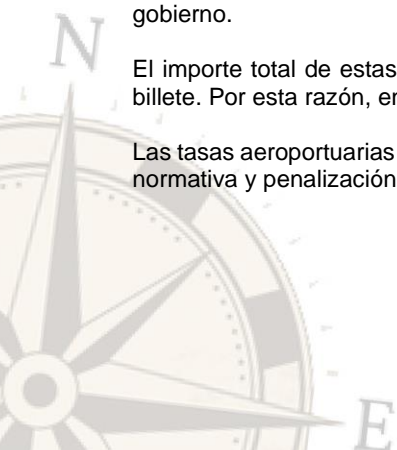 N
gobierno.
El importe total de estas
billete. Por esta razón, en
Las tasas aeroportuarias
normativa y penalización
E